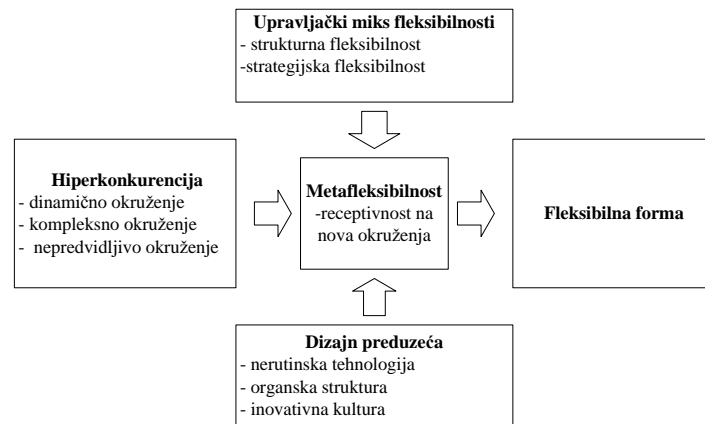 Upravljački miks fleksibilnosti
- strukturna fleksibilnost
-strategijska fleksibilnost
Hiperkonkurencija
- dinamično okruženje
- kompleksno okruženje
- nepredvidljivo okruženje
Metafleksibilnost
-receptivnost na
nova okruženja
Fleksibilna forma
Dizajn preduzeća
- nerutinska tehnologija
- organska struktura
- inovativna kultura